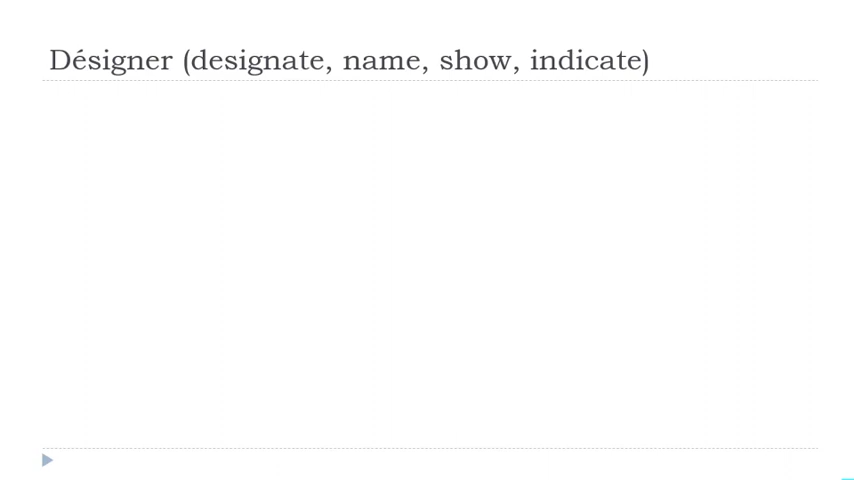 Désigner (designate, name, show, indicate)